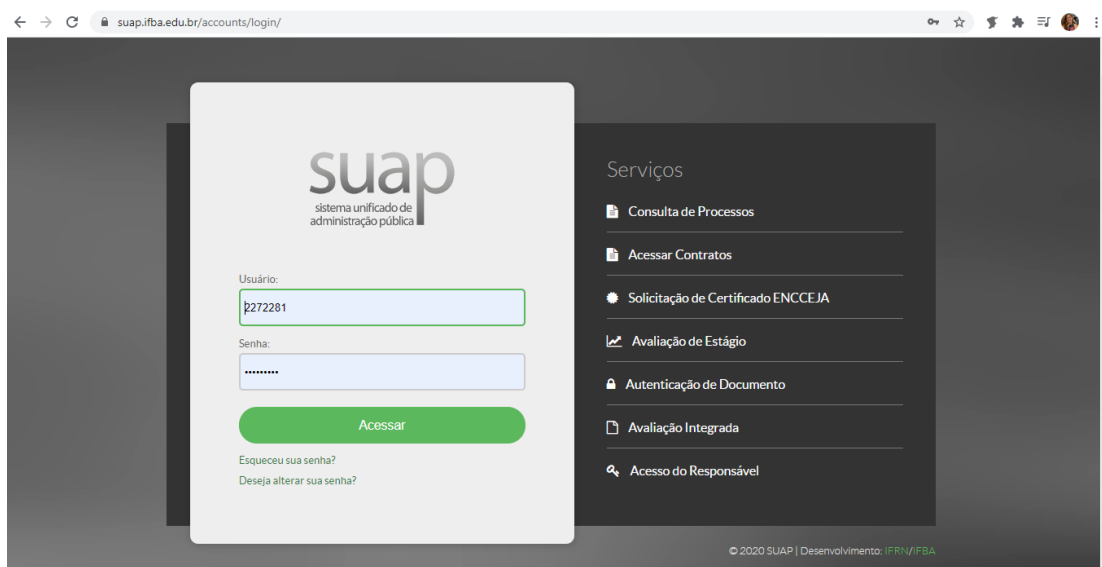 suap.ifba.edu.br/accounts/login/
suap
sistema unificado de
administração pública
Usuário:
2272281
Senha:
•••••••••
Acessar
Esqueceu sua senha?
Deseja alterar sua senha?
Serviços
Consulta de Processos
Acessar Contratos
Solicitação de Certificado ENCCEJA
Avaliação de Estágio
Autenticação de Documento
Avaliação Integrada
Acesso do Responsável
© 2020 SUAP | Desenvolvimento: IFRN/IFBA